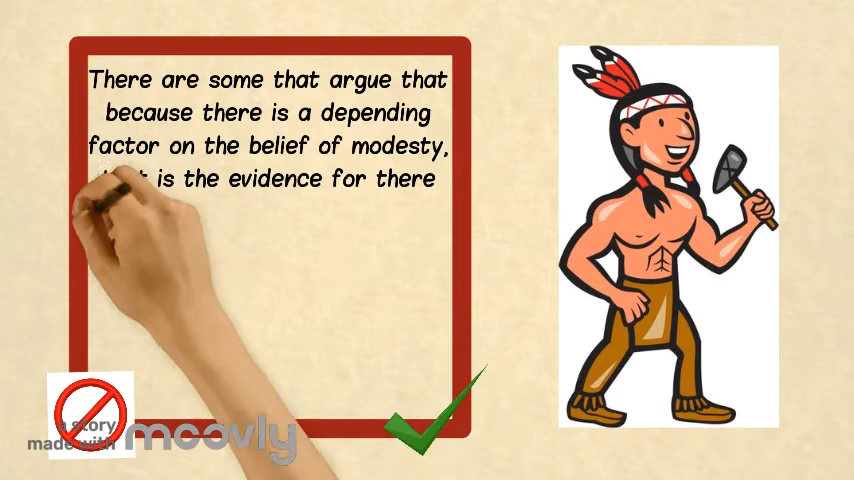 There are some that argue that
because there is a depending
factor on the belief of modesty,
is the evidence for there
a story
made with moovly